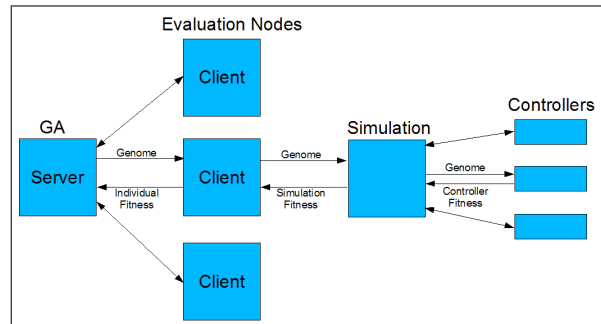 Evaluation Nodes
Client
Controllers
GA
Simulation
Genome
Genome
Genome
Server
Client
Individual
Fitness
Simulation
Fitness
Controller
Fitness
Client